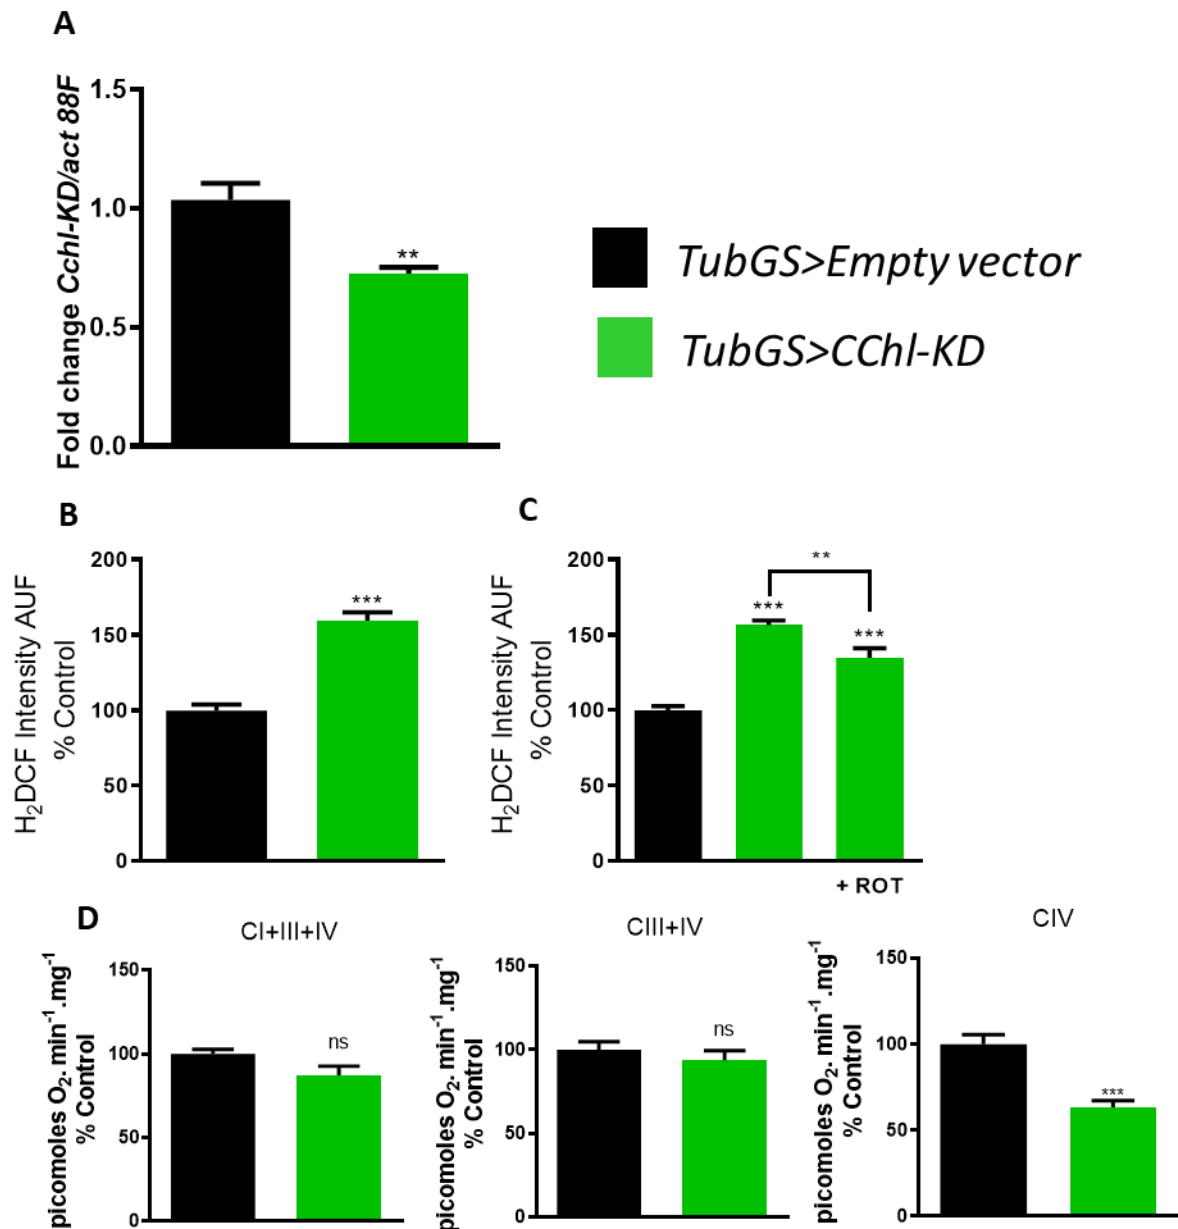 A
Fold change Cchl-KD/act 88F
1.5
1.0
0.5
0.0
**
TubGS>Empty vector
TubGS>CChl-KD
B
H₂DCF Intensity AUF
% Control
200
150
100
50
0
***
C
H₂DCF Intensity AUF
% Control
200
150
100
50
0
***
**
***
+ ROT
D
CI+III+IV
picomoles O₂. min⁻¹.mg⁻¹
% Control
150
100
50
0
ns
CIII+IV
picomoles O₂. min⁻¹.mg⁻¹
% Control
150
100
50
0
ns
CIV
picomoles O₂. min⁻¹.mg⁻¹
% Control
150
100
50
0
***